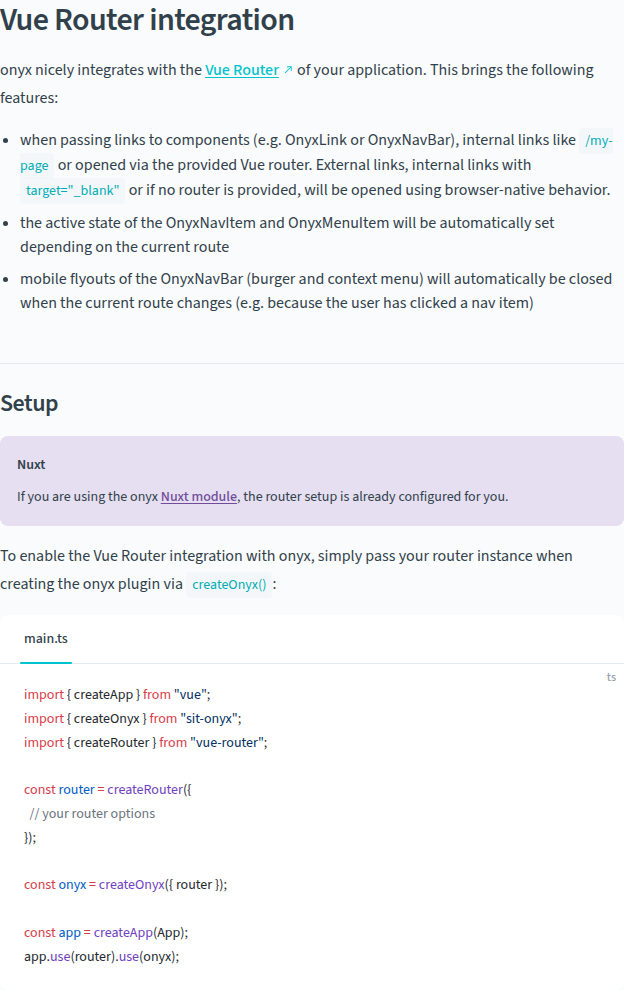 Vue Router integration
onyx nicely integrates with the Vue Router ↗ of your application. This brings the following
features:
• when passing links to components (e.g. OnyxLink or OnyxNavBar), internal links like /my-
page or opened via the provided Vue router. External links, internal links with
target="_blank" or if no router is provided, will be opened using browser-native behavior.
• the active state of the OnyxNavItem and OnyxMenuItem will be automatically set
depending on the current route
• mobile flyouts of the OnyxNavBar (burger and context menu) will automatically be closed
when the current route changes (e.g. because the user has clicked a nav item)
Setup
Nuxt
If you are using the onyx Nuxt module, the router setup is already configured for you.
To enable the Vue Router integration with onyx, simply pass your router instance when
creating the onyx plugin via createOnyx() :
main.ts
ts
import { createApp } from "vue";
import { createOnyx } from "sit-onyx";
import { createRouter } from "vue-router";
const router = createRouter({
  // your router options
});
const onyx = createOnyx({ router });
const app = createApp(App);
app.use(router).use(onyx);